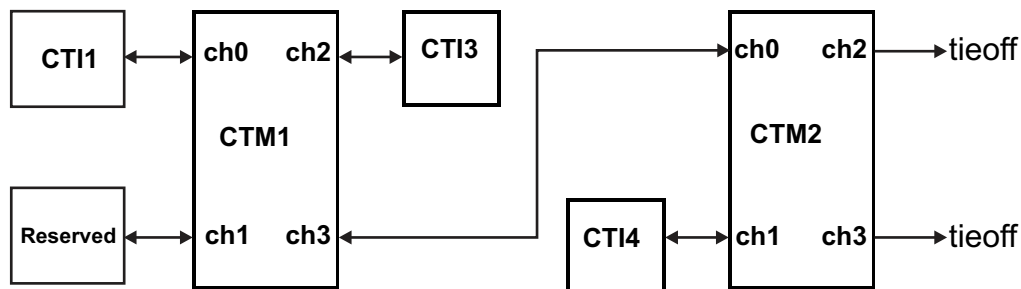 CTI1
ch0
ch2
CTI3
CTM1
Reserved
ch1
ch3
ch0
ch2
tieoff
CTM2
CTI4
ch1
ch3
tieoff